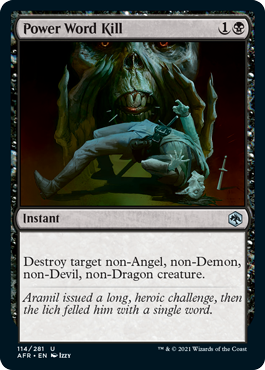 Power Word Kill 1
Instant
Destroy target non-Angel, non-Demon,
non-Devil, non-Dragon creature.
Aramil issued a long, heroic challenge, then
the lich felled him with a single word.
114/281 U
AFR • EN Izzy ™ & © 2021 Wizards of the Coast